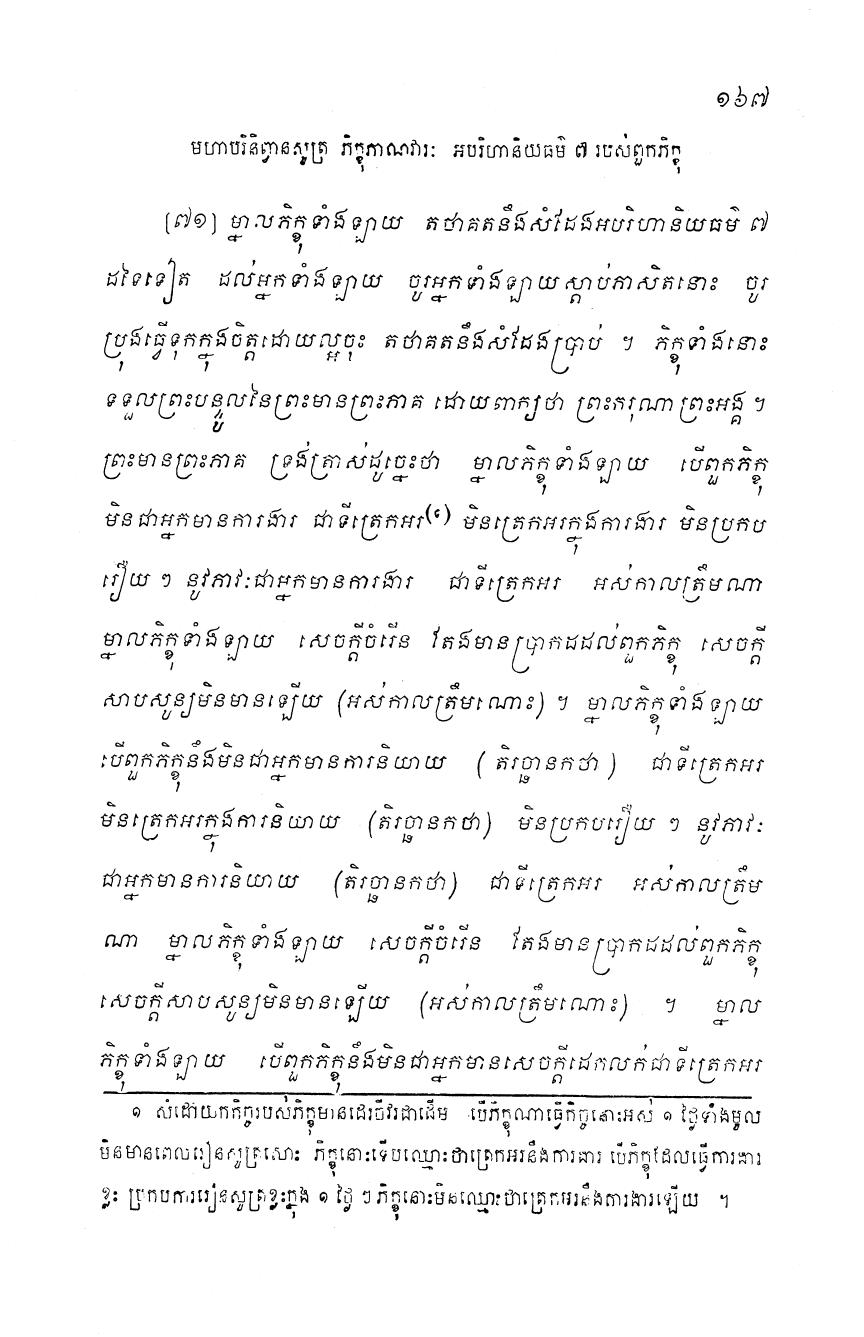 ១៦៧
មហាបរិនិព្វានសូត្រ ភិក្ខុភាណវារៈ អបរិហានិយធម៌ ៧ របស់ពួកភិក្ខុ
[៧១] ម្នាលភិក្ខុទាំងឡាយ តថាគតនឹងសំដែងអបរិហានិយធម៌ ៧
ដទៃទៀត ដល់អ្នកទាំងឡាយ ចូរអ្នកទាំងឡាយស្តាប់ភាសិតនោះ ចូរ
ប្រុងធ្វើទុកក្នុងចិត្តដោយល្អចុះ តថាគតនឹងសំដែងប្រាប់ ។ ភិក្ខុទាំងនោះ
ទទួលព្រះបន្ទូលនៃព្រះមានព្រះភាគ ដោយពាក្យថា ព្រះករុណា ព្រះអង្គ ។
ព្រះមានព្រះភាគ ទ្រង់ត្រាស់ដូច្នេះថា ម្នាលភិក្ខុទាំងឡាយ បើពួកភិក្ខុ
មិនជាអ្នកមានការងារ ជាទីត្រេកអរ(១) មិនត្រេកអរក្នុងការងារ មិនប្រកប
រឿយ ៗ នូវភាវៈជាអ្នកមានការងារ ជាទីត្រេកអរ អស់កាលត្រឹមណា
ម្នាលភិក្ខុទាំងឡាយ សេចក្តីចំរើន តែងមានប្រាកដដល់ពួកភិក្ខុ សេចក្តី
សាបសូន្យមិនមានឡើយ (អស់កាលត្រឹមណោះ) ។ ម្នាលភិក្ខុទាំងឡាយ
បើពួកភិក្ខុនឹងមិនជាអ្នកមានការនិយាយ ( តិរច្ឆានកថា ) ជាទីត្រេកអរ
មិនត្រេកអរក្នុងការនិយាយ (តិរច្ឆានកថា) មិនប្រកបរឿយ ៗ នូវភាវៈ
ជាអ្នកមានការនិយាយ (តិរច្ឆានកថា) ជាទីត្រេកអរ អស់កាលត្រឹម
ណា ម្នាលភិក្ខុទាំងឡាយ សេចក្តីចំរើន តែងមានប្រាកដដល់ពួកភិក្ខុ
សេចក្តីសាបសូន្យមិនមានឡើយ (អស់កាលត្រឹមណោះ) ។ ម្នាល
ភិក្ខុទាំងឡាយ បើពួកភិក្ខុនឹងមិនជាអ្នកមានសេចក្តីដេកលក់ជាទីត្រេកអរ
១ សំដៅយកកិច្ចរបស់ភិក្ខុមានដេរចីវរជាដើម បើភិក្ខុណាធ្វើកិច្ចនោះអស់ ១ ថ្ងៃទាំងមូល
មិនមានពេលរៀនសូត្រសោះ ភិក្ខុនោះទើបឈ្មោះថាត្រេកអរនឹងការងារ បើភិក្ខុដែលធ្វើការងារ
ខ្លះ ប្រកបការរៀនសូត្រខ្លះក្នុង ១ ថ្ងៃ ៗ ភិក្ខុនោះមិនឈ្មោះថាត្រេកអរនឹងការងារឡើយ ។